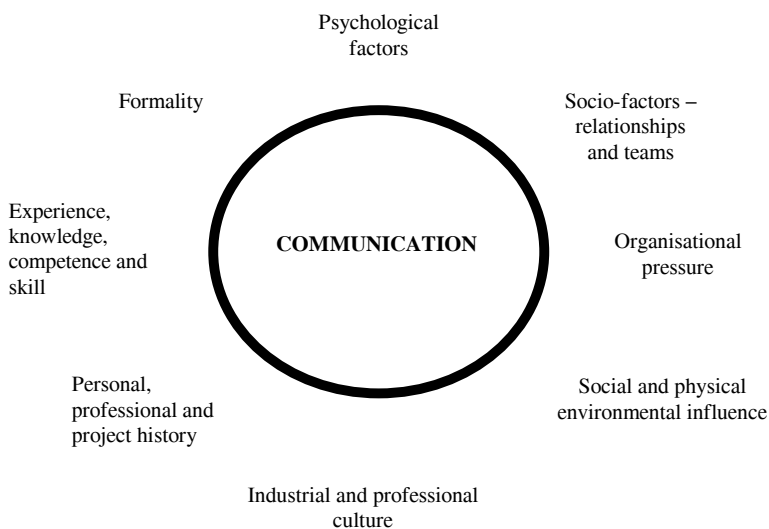 Psychological
factors
Formality
Socio-factors –
relationships
and teams
Experience,
knowledge,
competence and
skill
COMMUNICATION
Organisational
pressure
Personal,
professional and
project history
Social and physical
environmental influence
Industrial and professional
culture